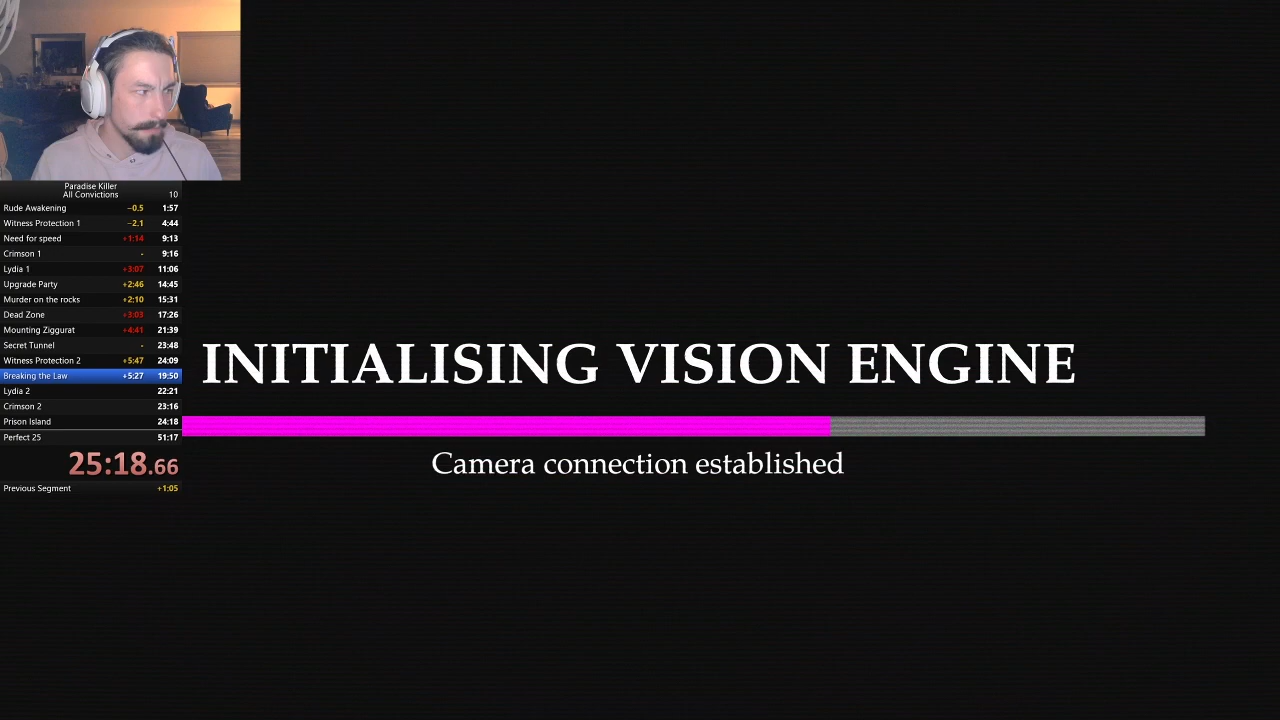 Paradise Killer
All Convictions 10
Rude Awakening −0.5 1:57
Witness Protection 1 −2.1 4:44
Need for speed +1:14 9:13
Crimson 1 - 9:16
Lydia 1 +3:07 11:06
Upgrade Party +2:46 14:45
Murder on the rocks +2:10 15:31
Dead Zone +3:03 17:26
Mounting Ziggurat +4:41 21:39
Secret Tunnel - 23:48
Witness Protection 2 +5:47 24:09
Breaking the Law +5:27 19:50
Lydia 2 22:21
Crimson 2 23:16
Prison Island 24:18
Perfect 25 51:17
25:18.66
Previous Segment +1:05
INITIALISING VISION ENGINE
Camera connection established